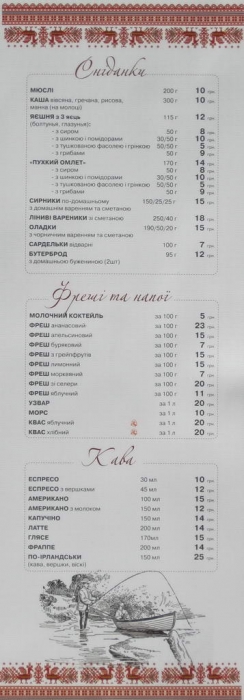 Сніданки
МЮСЛІ 200 г 10 грн
КАША вівсяна, гречана, рисова, 300 г 10 грн
манна (на молоці)
ЯЄШНЯ з 2 яєць 115 г 12 грн
(болтунья, глазунья):
- з сиром 50 г 8 грн
- з шинкою і помідорами 30/50 г 10 грн
- з тушкованою фасолею і грінкою 50/50 г 5 грн
- з грибами 50 г 9 грн
«ПУХКИЙ ОМЛЕТ» 170 г 14 грн
- з сиром 50 г 8 грн
- з шинкою і помідорами 30/50 г 10 грн
- з тушкованою фасолею і грінкою 50/50 г 5 грн
- з грибами 50 г 9 грн
СИРНИКИ по-домашньому 150/25/25 г 15 грн
з домашнім варенням та сметаною
ЛІНИВІ ВАРЕНИКИ зі сметаною 250/40 г 18 грн
ОЛАДКИ 190/50/20 г 15 грн
з чорничним варенням та сметаною
САРДЕЛЬКИ відварні 100 г 7 грн
БУТЕРБРОД 95 г 12 грн
з домашньою бужениною (2шт)
Фреші та напої
МОЛОЧНИЙ КОКТЕЙЛЬ за 100 г 5 грн
ФРЕШ ананасовий за 100 г 23 грн
ФРЕШ апельсиновий за 100 г 15 грн
ФРЕШ буряковий за 100 г 7 грн
ФРЕШ з грейпфрутів за 100 г 15 грн
ФРЕШ лимонний за 100 г 15 грн
ФРЕШ морквяний за 100 г 7 грн
ФРЕШ зі селери за 100 г 20 грн
ФРЕШ яблучний за 100 г 11 грн
УЗВАР за 1 л 20 грн
МОРС за 1 л 10 грн
КВАС яблучний за 1 л 20 грн
КВАС хлібний за 1 л 20 грн
Кава
ЕСПРЕСО 30 мл 10 грн
ЕСПРЕСО з вершками 45 мл 12 грн
АМЕРИКАНО 100 мл 15 грн
АМЕРИКАНО з молоком 150 мл 12 грн
КАПУЧІНО 150 мл 14 грн
ЛАТТЕ 200 мл 14 грн
ГЛЯСЕ 170мл 15 грн
ФРАППЕ 200 мл 14 грн
ПО-ІРЛАНДСЬКИ 150 мл 25 грн
(кава, вершки, віскі)